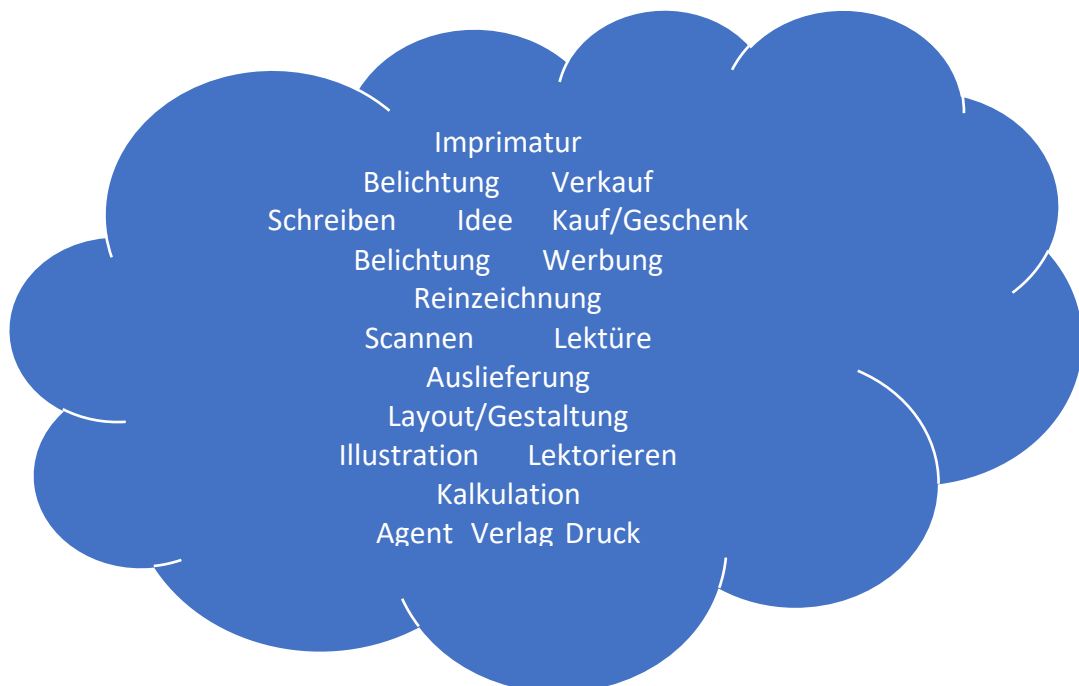 Imprimatur
Belichtung Verkauf
Schreiben Idee Kauf/Geschenk
Belichtung Werbung
Reinzeichnung
Scannen Lektüre
Auslieferung
Layout/Gestaltung
Illustration Lektorieren
Kalkulation
Agent Verlag Druck